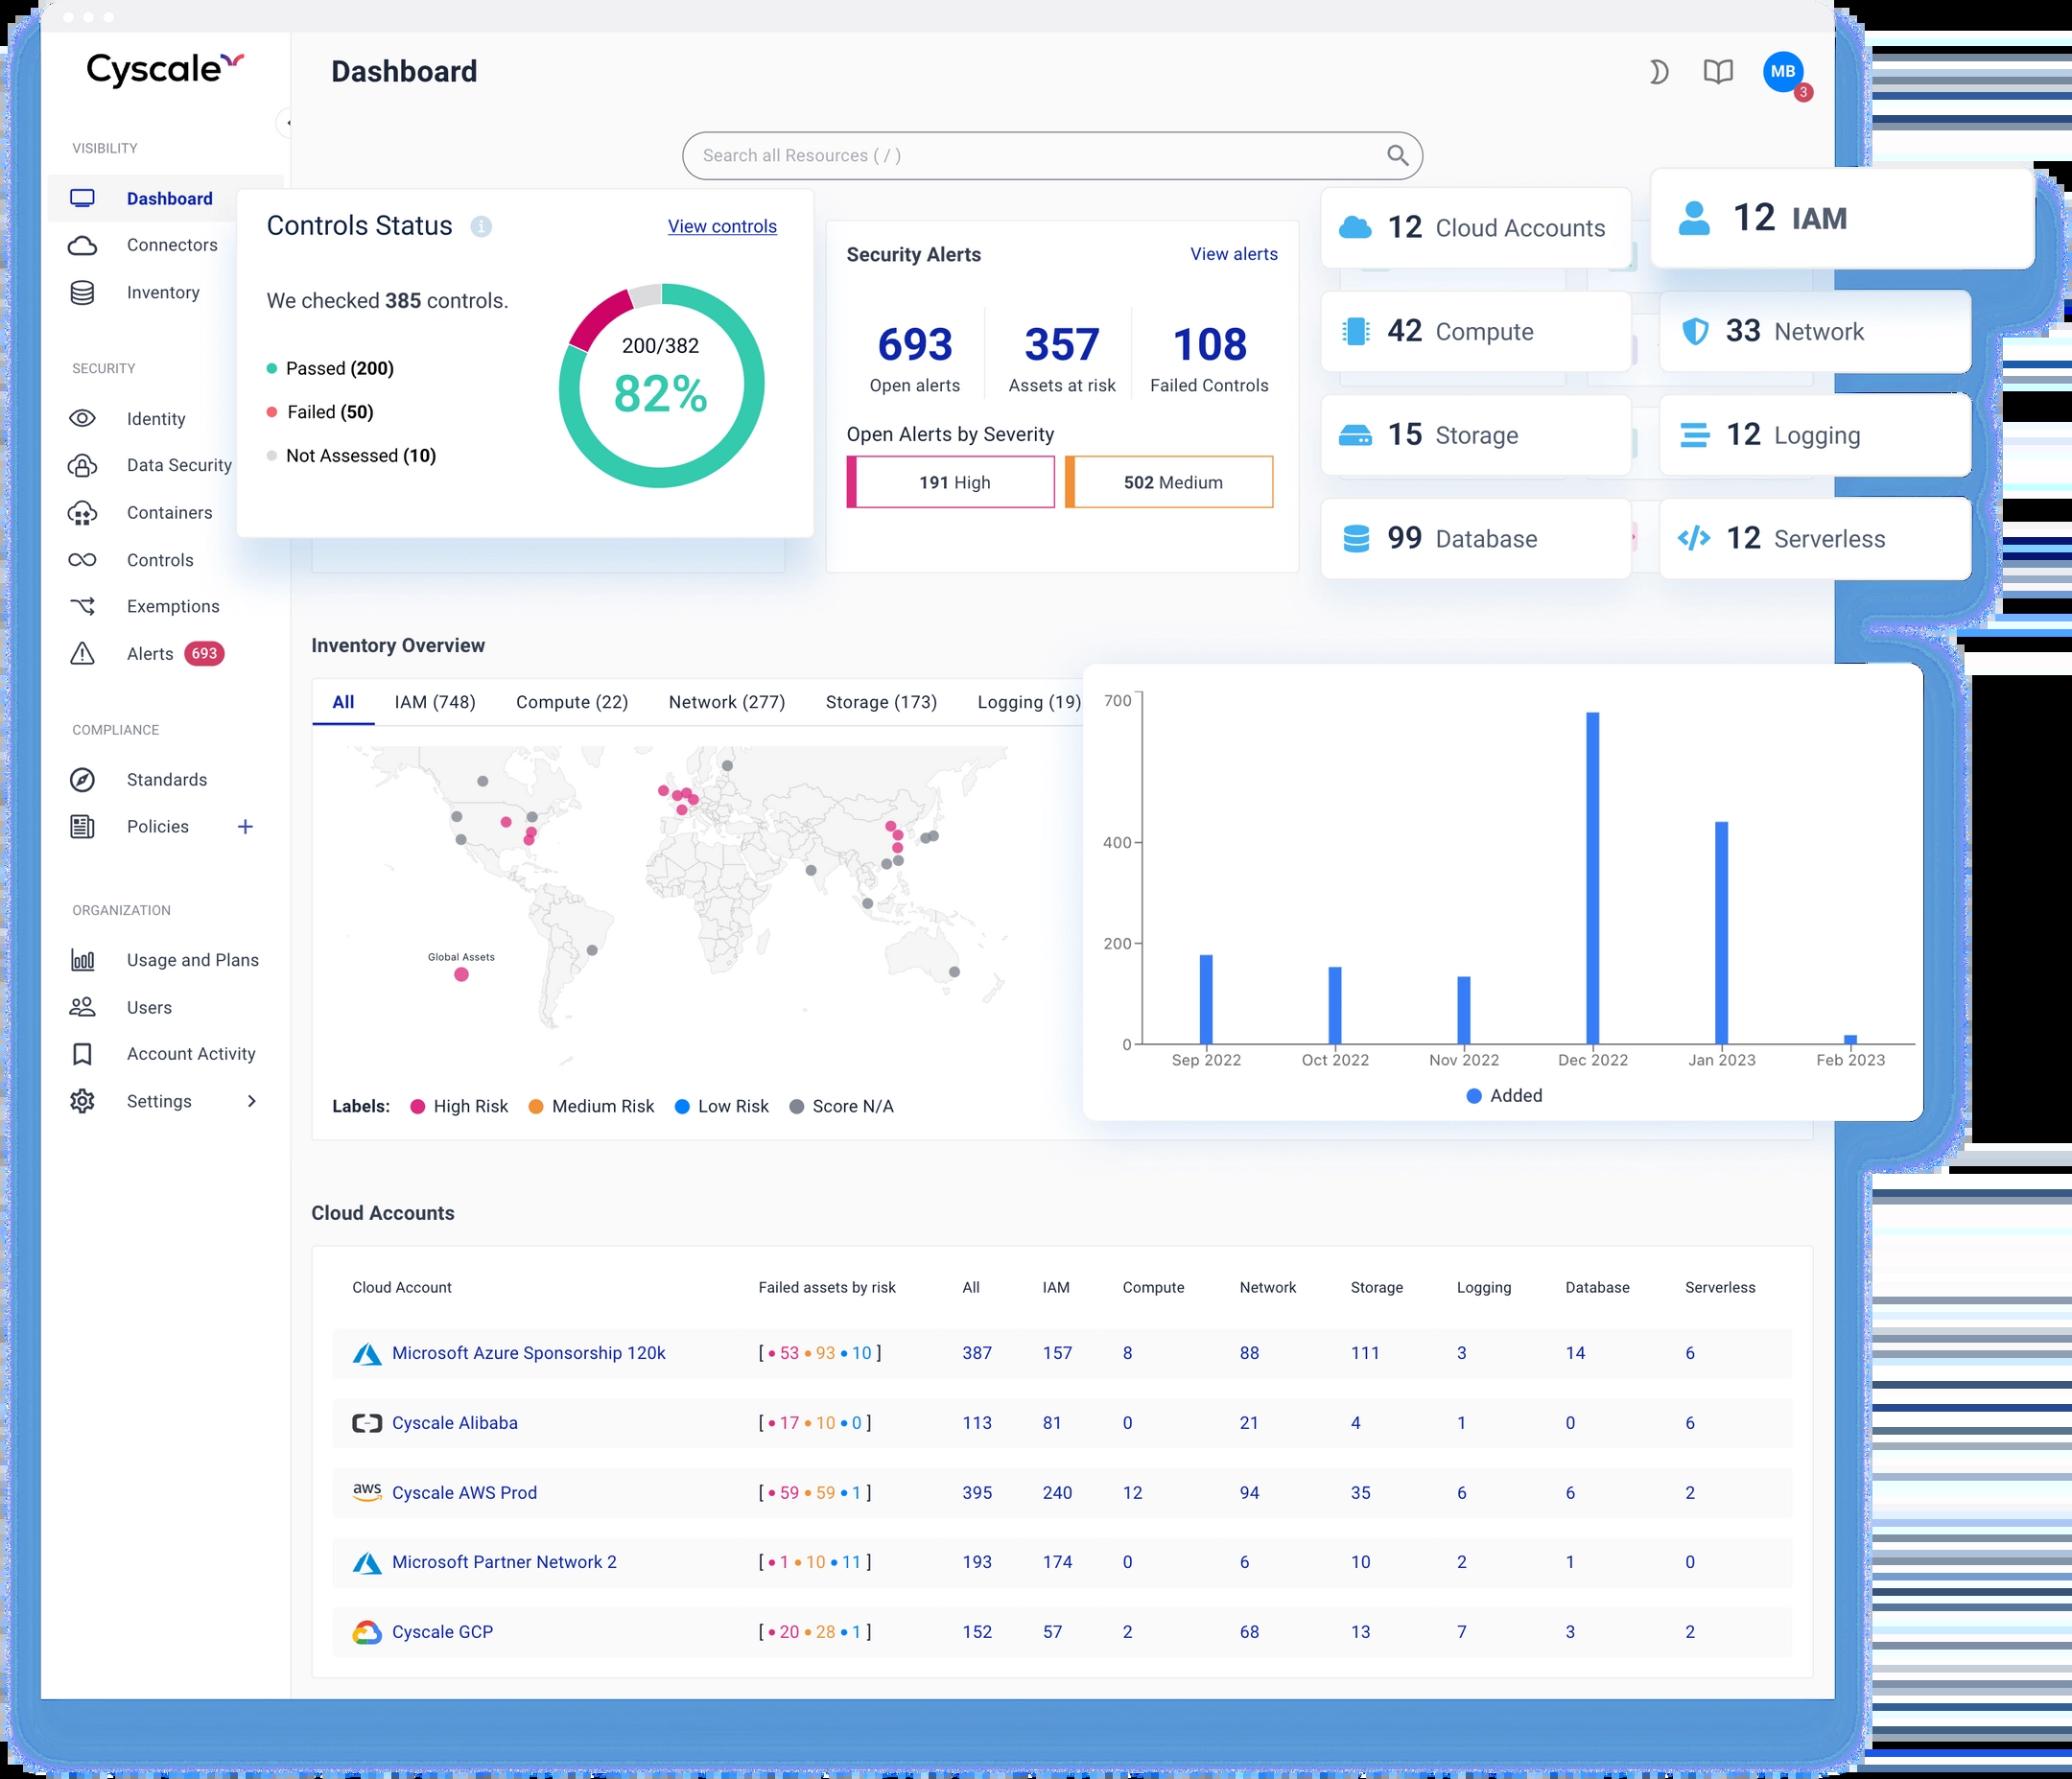 Cyscale
Dashboard
MB
3
Search all Resources ( / )
VISIBILITY
Dashboard
Connectors
Inventory
SECURITY
Identity
Data Security
Containers
Controls
Exemptions
Alerts 693
COMPLIANCE
Standards
Policies +
ORGANIZATION
Usage and Plans
Users
Account Activity
Settings
Controls Status View controls
We checked 385 controls.
Passed (200)
Failed (50)
Not Assessed (10)
200/382
82%
Security Alerts View alerts
693 357 108
Open alerts Assets at risk Failed Controls
Open Alerts by Severity
191 High 502 Medium
12 Cloud Accounts 12 IAM
42 Compute 33 Network
15 Storage 12 Logging
99 Database 12 Serverless
Inventory Overview
All IAM (748) Compute (22) Network (277) Storage (173) Logging (19)
Global Assets
Labels: High Risk Medium Risk Low Risk Score N/A
700
400
200
0
Sep 2022 Oct 2022 Nov 2022 Dec 2022 Jan 2023 Feb 2023
Added
Cloud Accounts
Cloud Account Failed assets by risk All IAM Compute Network Storage Logging Database Serverless
Microsoft Azure Sponsorship 120k [ • 53 • 93 • 10 ] 387 157 8 88 111 3 14 6
Cyscale Alibaba [ • 17 • 10 • 0 ] 113 81 0 21 4 1 0 6
aws Cyscale AWS Prod [ • 59 • 59 • 1 ] 395 240 12 94 35 6 6 2
Microsoft Partner Network 2 [ • 1 • 10 • 11 ] 193 174 0 6 10 2 1 0
Cyscale GCP [ • 20 • 28 • 1 ] 152 57 2 68 13 7 3 2